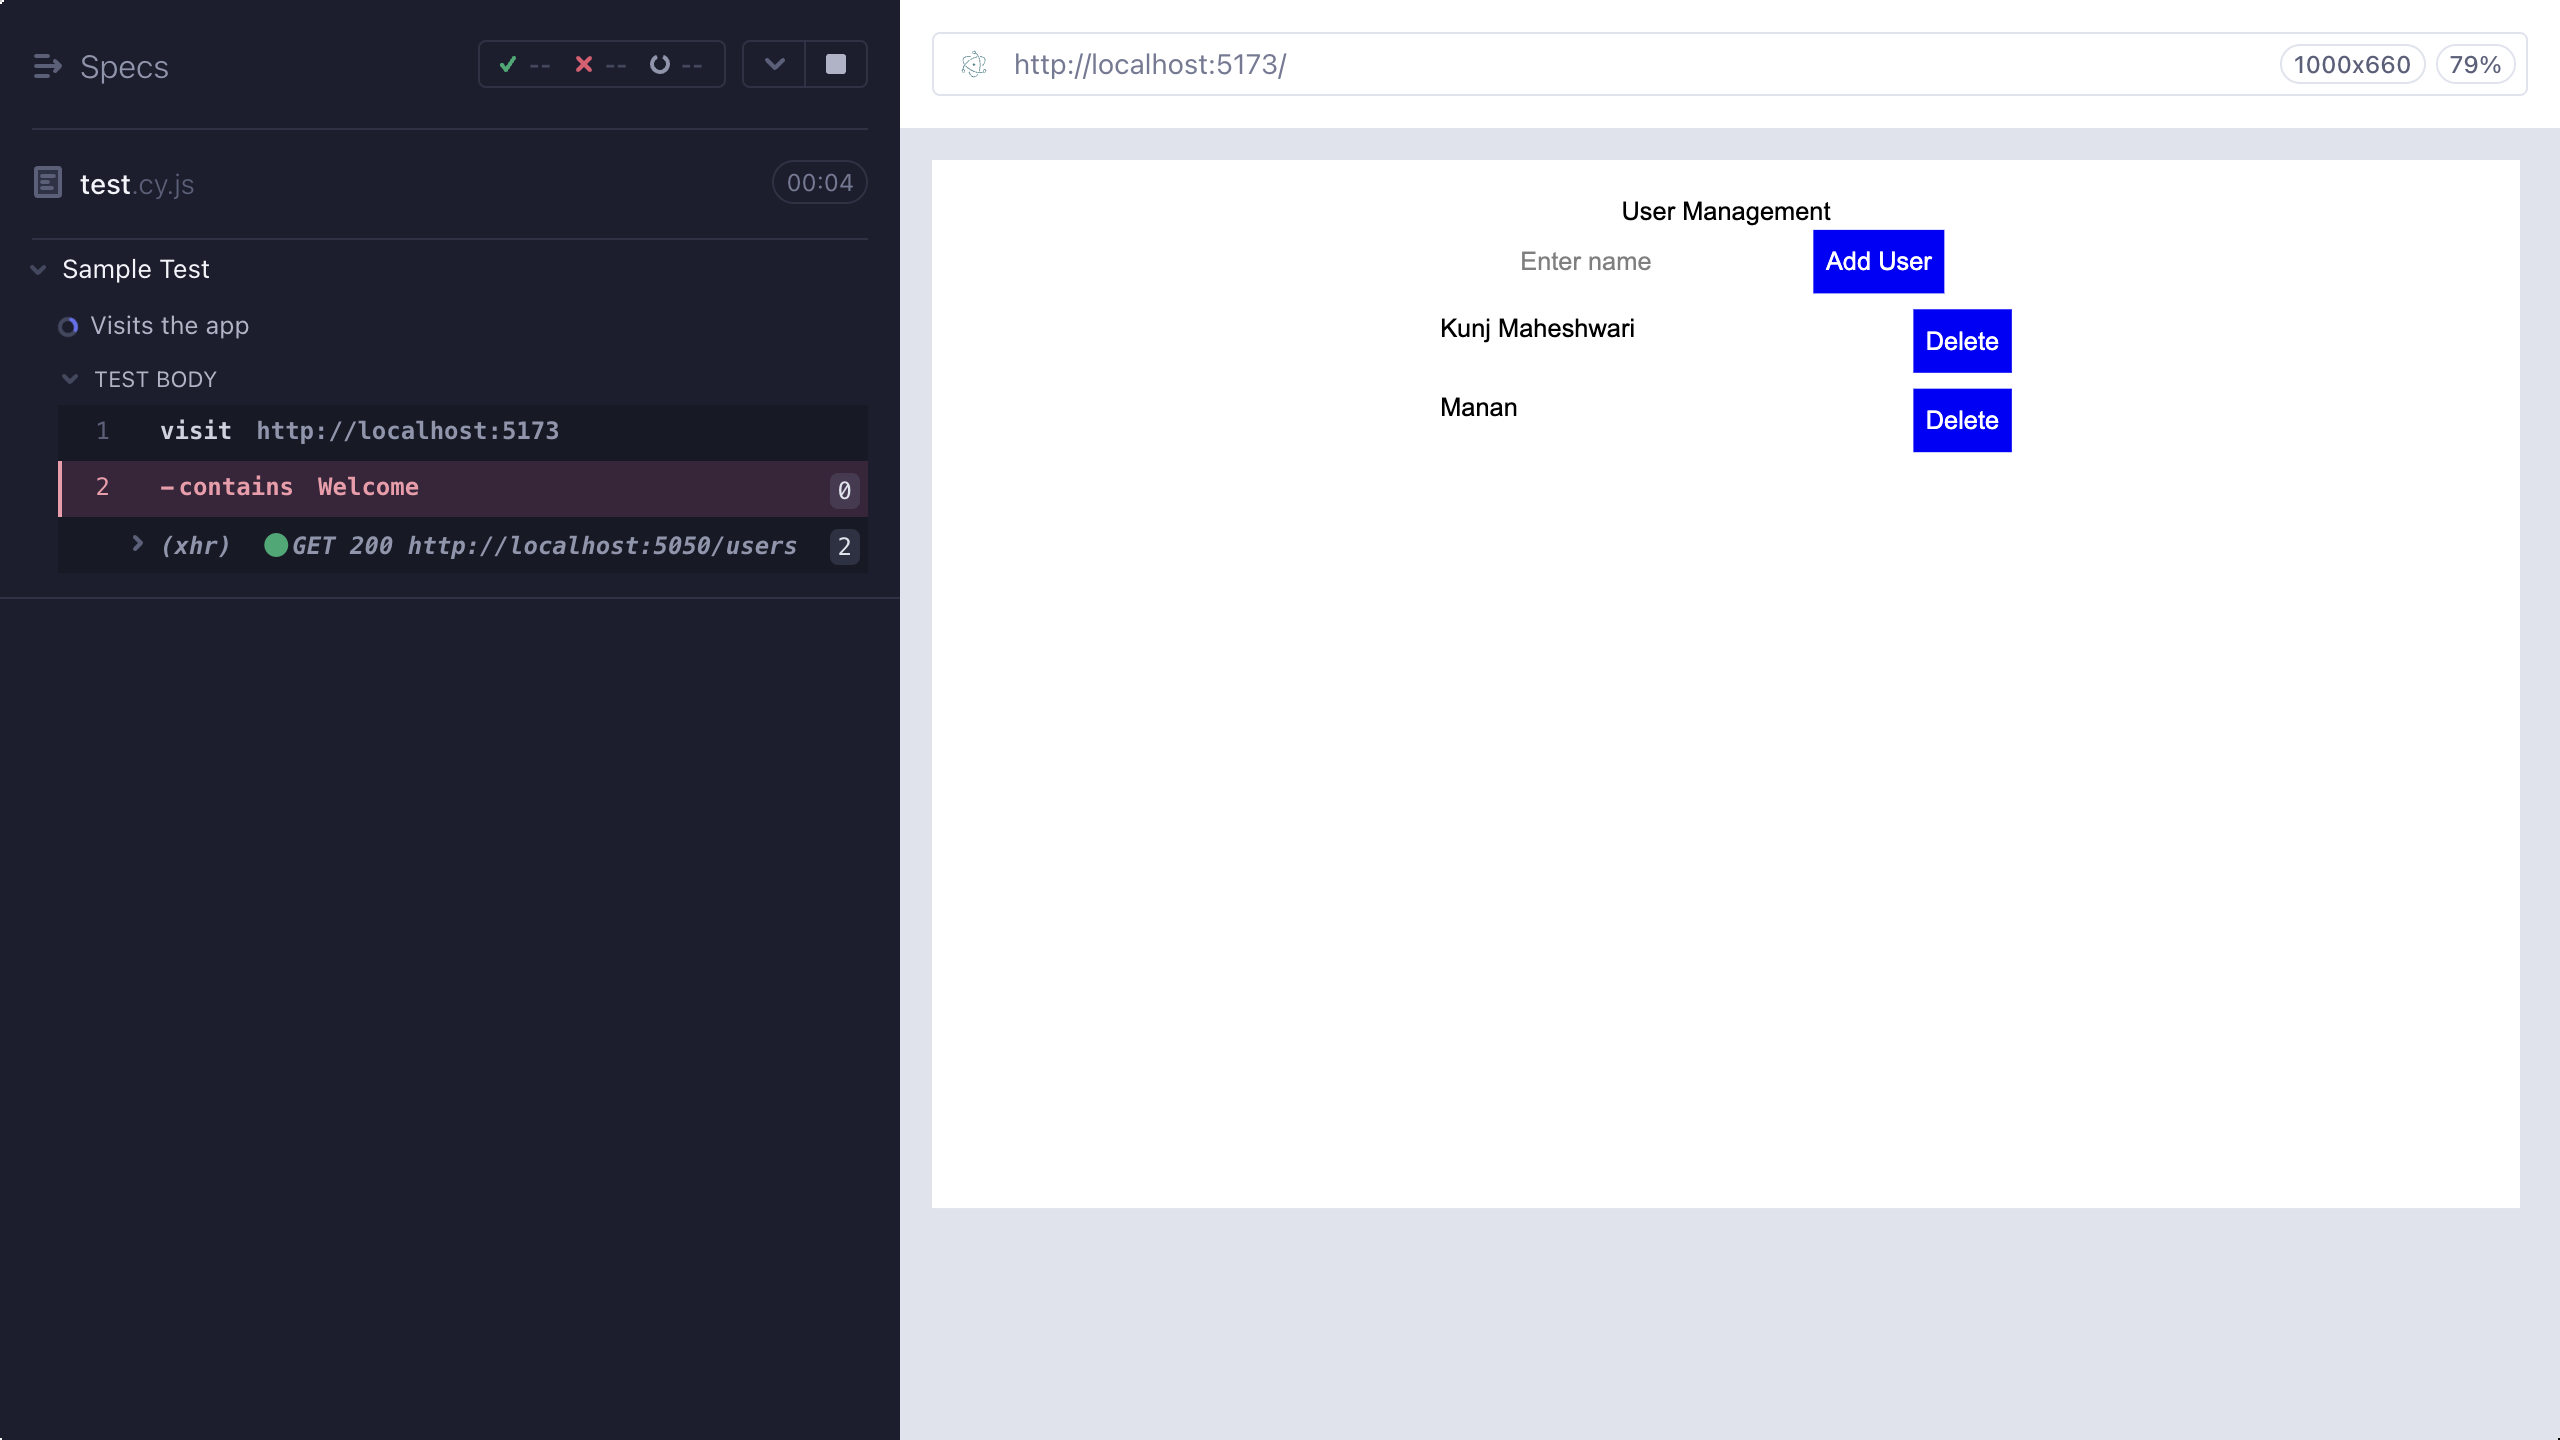 Specs
-- -- --
test.cy.js
00:04
Sample Test
Visits the app
TEST BODY
1 visit http://localhost:5173
2 -contains Welcome 0
(xhr) GET 200 http://localhost:5050/users 2
http://localhost:5173/
1000x660
79%
User Management
Enter name
Add User
Kunj Maheshwari
Delete
Manan
Delete